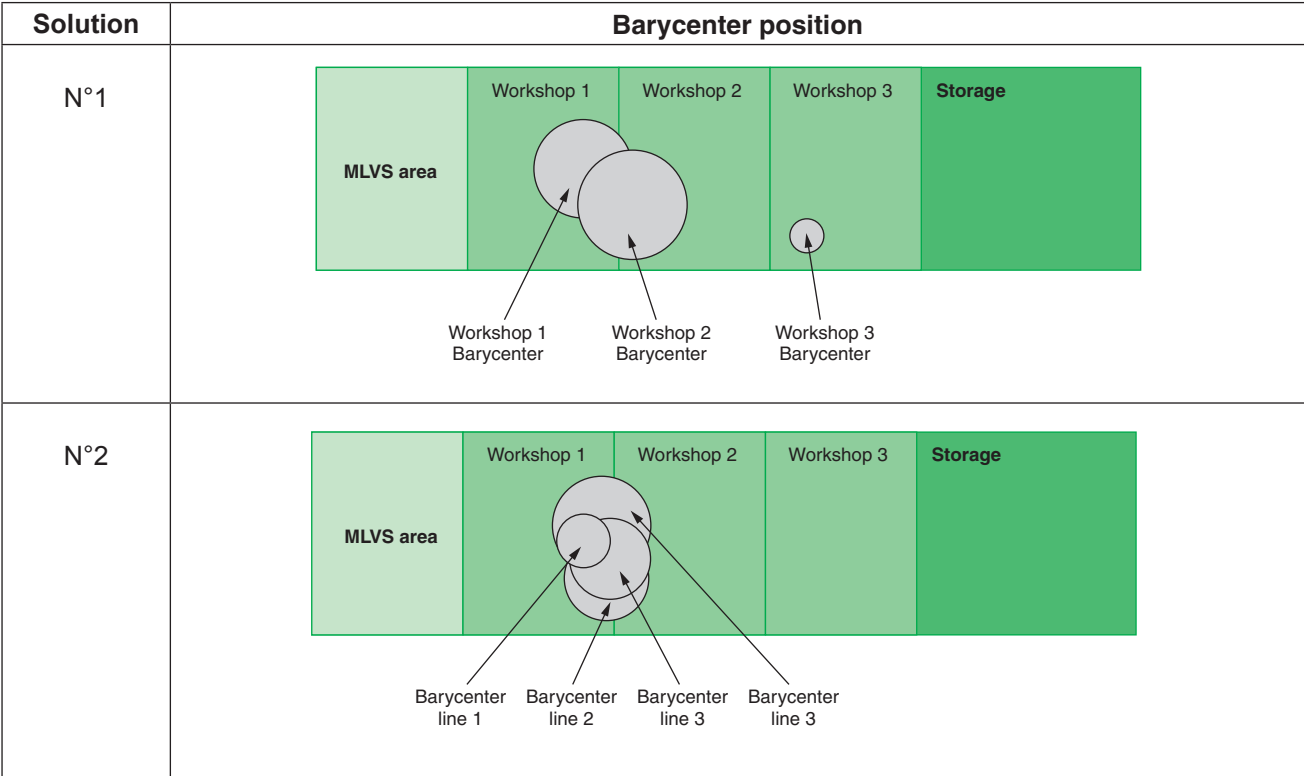 Solution
Barycenter position
N°1
Workshop 1
Workshop 2
Workshop 3
Storage
MLVS area
Workshop 1
Barycenter
Workshop 2
Barycenter
Workshop 3
Barycenter
N°2
Workshop 1
Workshop 2
Workshop 3
Storage
MLVS area
Barycenter
line 1
Barycenter
line 2
Barycenter
line 3
Barycenter
line 3